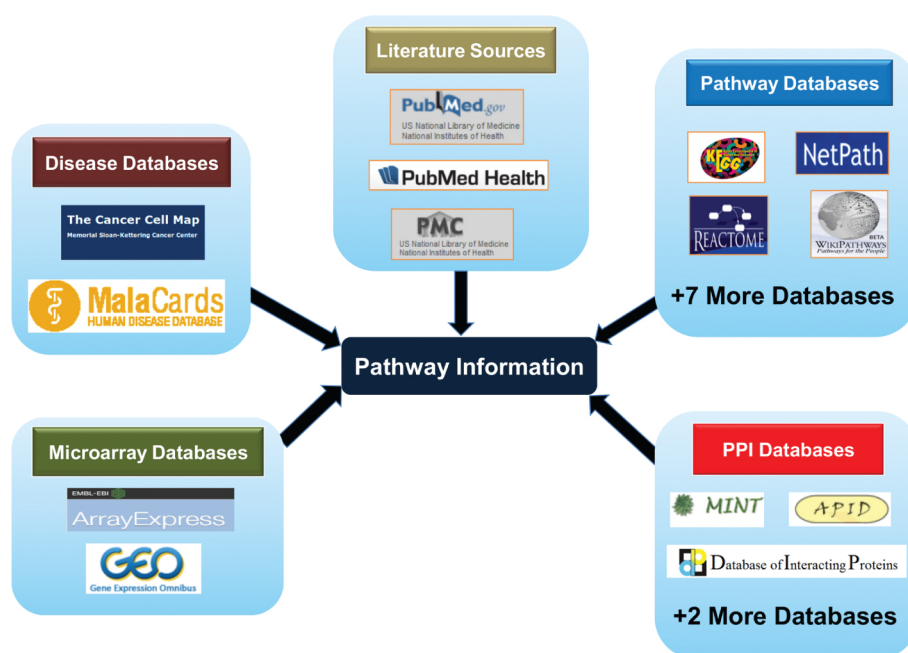 Literature Sources
PubMed.gov
US National Library of Medicine
National Institutes of Health
PubMed Health
PMC
US National Library of Medicine
National Institutes of Health
Pathway Databases
KEGG
NetPath
REACTOME
BETA
WIKIPATHWAYS
Pathways for the People
+7 More Databases
Disease Databases
The Cancer Cell Map
Memorial Sloan-Kettering Cancer Center
MalaCards
HUMAN DISEASE DATABASE
Pathway Information
Microarray Databases
EMBL-EBI
ArrayExpress
GEO
Gene Expression Omnibus
PPI Databases
MINT
APID
Database of Interacting Proteins
+2 More Databases